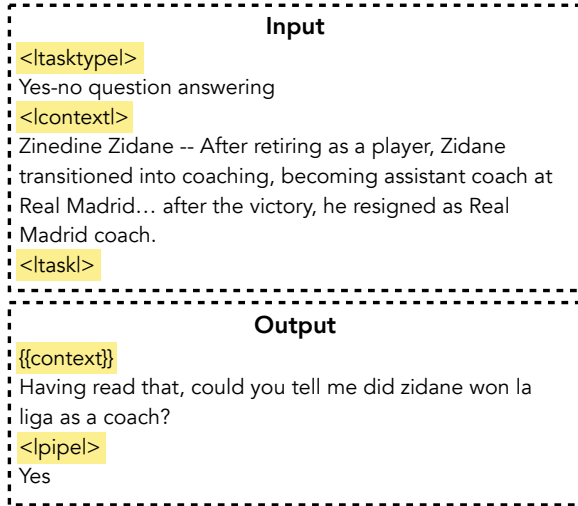 Input
<|tasktype|>
Yes-no question answering
<|context|>
Zinedine Zidane -- After retiring as a player, Zidane
transitioned into coaching, becoming assistant coach at
Real Madrid… after the victory, he resigned as Real
Madrid coach.
<|task|>
Output
{{context}}
Having read that, could you tell me did zidane won la
liga as a coach?
<|pipe|>
Yes